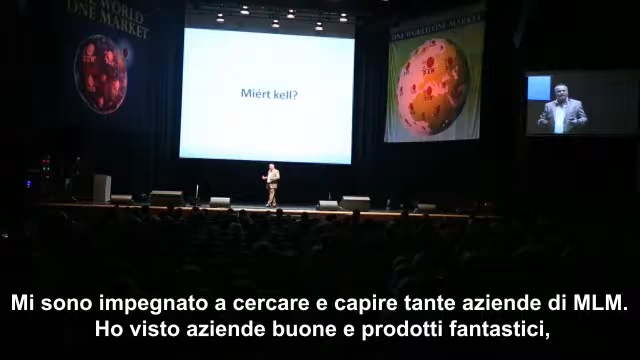 ONE WORLD
ONE MARKET
Miért kell?
ONE WORLD ONE MARKET
DXN
Mi sono impegnato a cercare e capire tante aziende di MLM.
Ho visto aziende buone e prodotti fantastici,